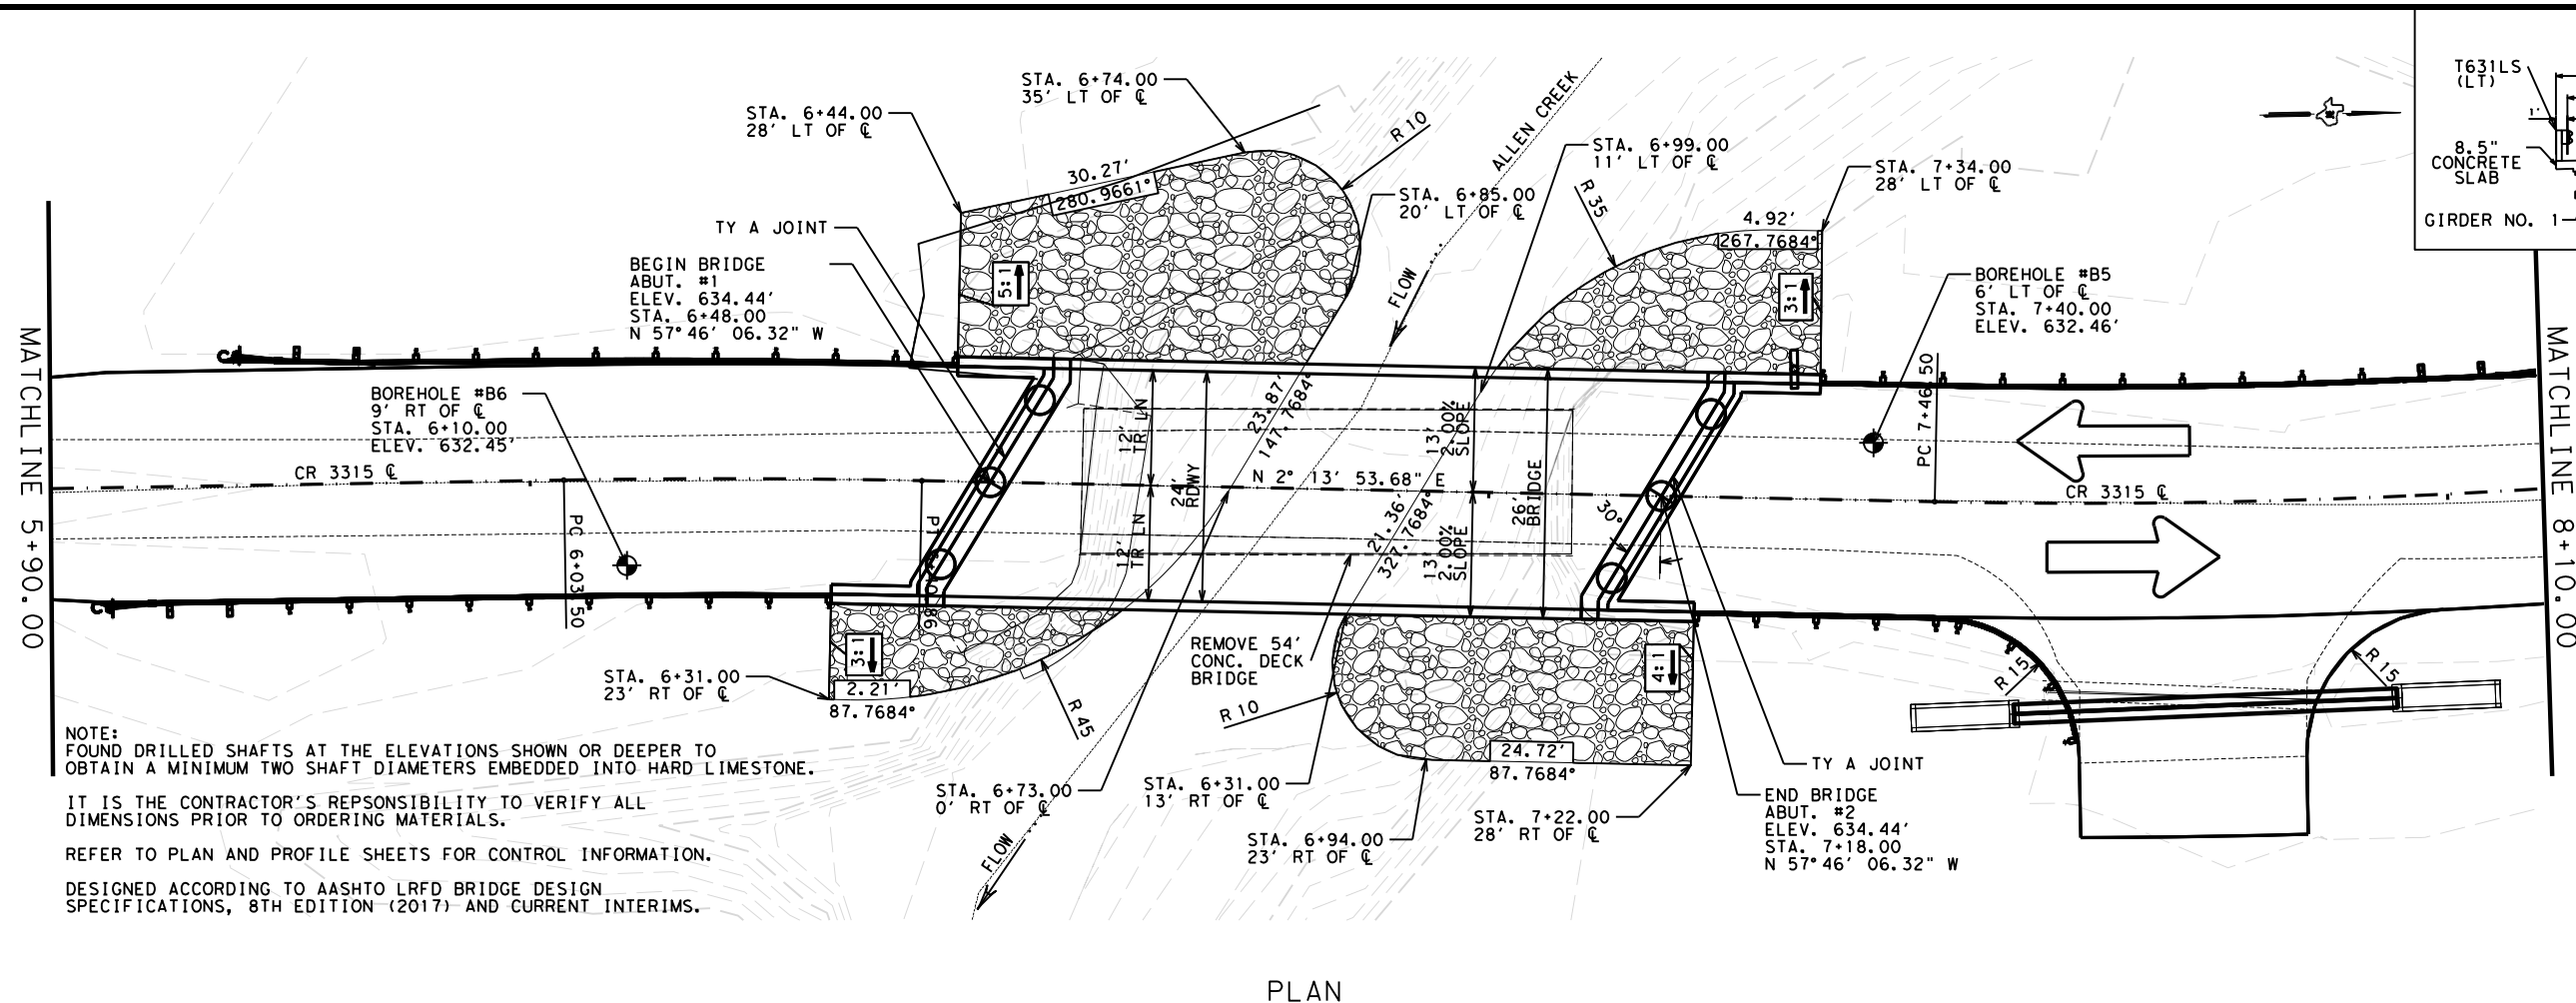 STA. 6+74.00
35' LT OF ℄
STA. 6+44.00
28' LT OF ℄
30.27'
280.9661°
R 10
ALLEN CREEK
STA. 6+99.00
11' LT OF ℄
STA. 6+85.00
20' LT OF ℄
R 35
STA. 7+34.00
28' LT OF ℄
4.92'
267.7684°
T631LS
(LT)
1'
8.5"
CONCRETE
SLAB
GIRDER NO. 1
TY A JOINT
BEGIN BRIDGE
ABUT. #1
ELEV. 634.44'
STA. 6+48.00
N 57°46' 06.32" W
5:1
FLOW
3:1
BOREHOLE #B5
6' LT OF ℄
STA. 7+40.00
ELEV. 632.46'
MATCHLINE 5+90.00
MATCHLINE 8+10.00
BOREHOLE #B6
9' RT OF ℄
STA. 6+10.00
ELEV. 632.45'
CR 3315 ℄
PC 6+03.50
12'
TR LN
12'
TR LN
24'
RDWY
23.87'
147.7684°
N 2° 13' 53.68" E
21.36'
327.7684°
13'
2.00%
SLOPE
13'
2.00%
SLOPE
26'
BRIDGE
30°
PC 7+46.50
CR 3315 ℄
3:1
STA. 6+31.00
23' RT OF ℄
2.21'
87.7684°
R 45
REMOVE 54'
CONC. DECK
BRIDGE
R 10
4:1
24.72'
87.7684°
R 15
R 15
STA. 6+73.00
0' RT OF ℄
STA. 6+31.00
13' RT OF ℄
STA. 6+94.00
23' RT OF ℄
STA. 7+22.00
28' RT OF ℄
TY A JOINT
END BRIDGE
ABUT. #2
ELEV. 634.44'
STA. 7+18.00
N 57°46' 06.32" W
FLOW
NOTE:
FOUND DRILLED SHAFTS AT THE ELEVATIONS SHOWN OR DEEPER TO
OBTAIN A MINIMUM TWO SHAFT DIAMETERS EMBEDDED INTO HARD LIMESTONE.
IT IS THE CONTRACTOR'S REPSONSIBILITY TO VERIFY ALL
DIMENSIONS PRIOR TO ORDERING MATERIALS.
REFER TO PLAN AND PROFILE SHEETS FOR CONTROL INFORMATION.
DESIGNED ACCORDING TO AASHTO LRFD BRIDGE DESIGN
SPECIFICATIONS, 8TH EDITION (2017) AND CURRENT INTERIMS.
PLAN